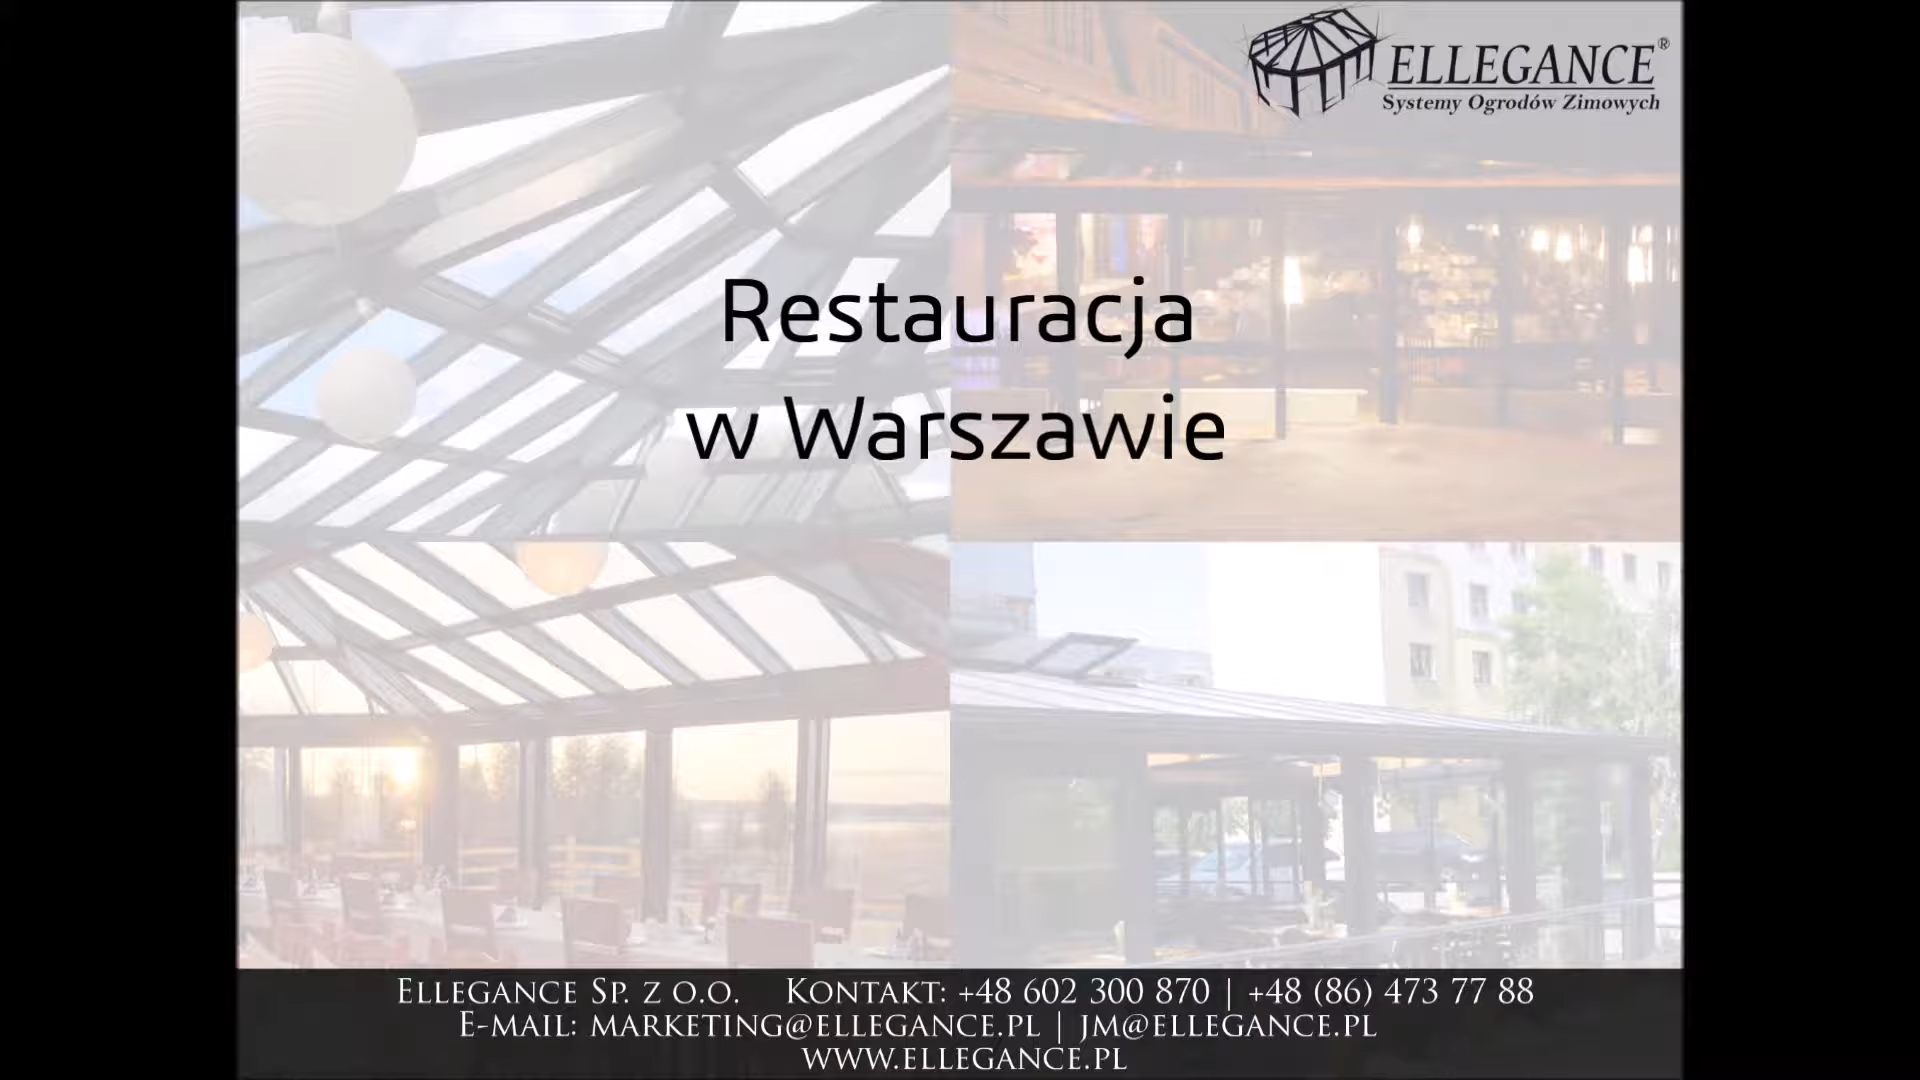 ELLEGANCE®
Systemy Ogrodów Zimowych
Restauracja
w Warszawie
ELLEGANCE SP. Z O.O. KONTAKT: +48 602 300 870 | +48 (86) 473 77 88
E-MAIL: MARKETING@ELLEGANCE.PL | JM@ELLEGANCE.PL
WWW.ELLEGANCE.PL